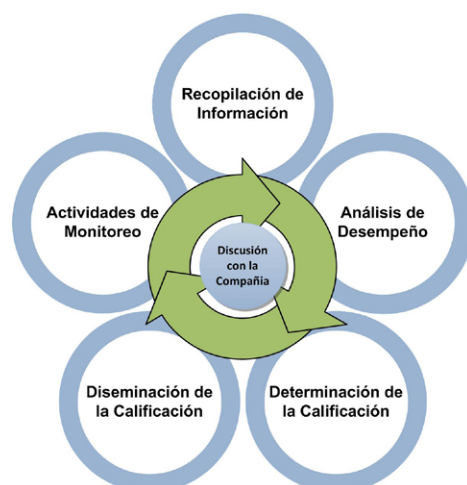 Recopilación de
Información
Análisis de
Desempeño
Determinación de
la Calificación
Diseminación de
la Calificación
Actividades de
Monitoreo
Discusión
con la
Compañia